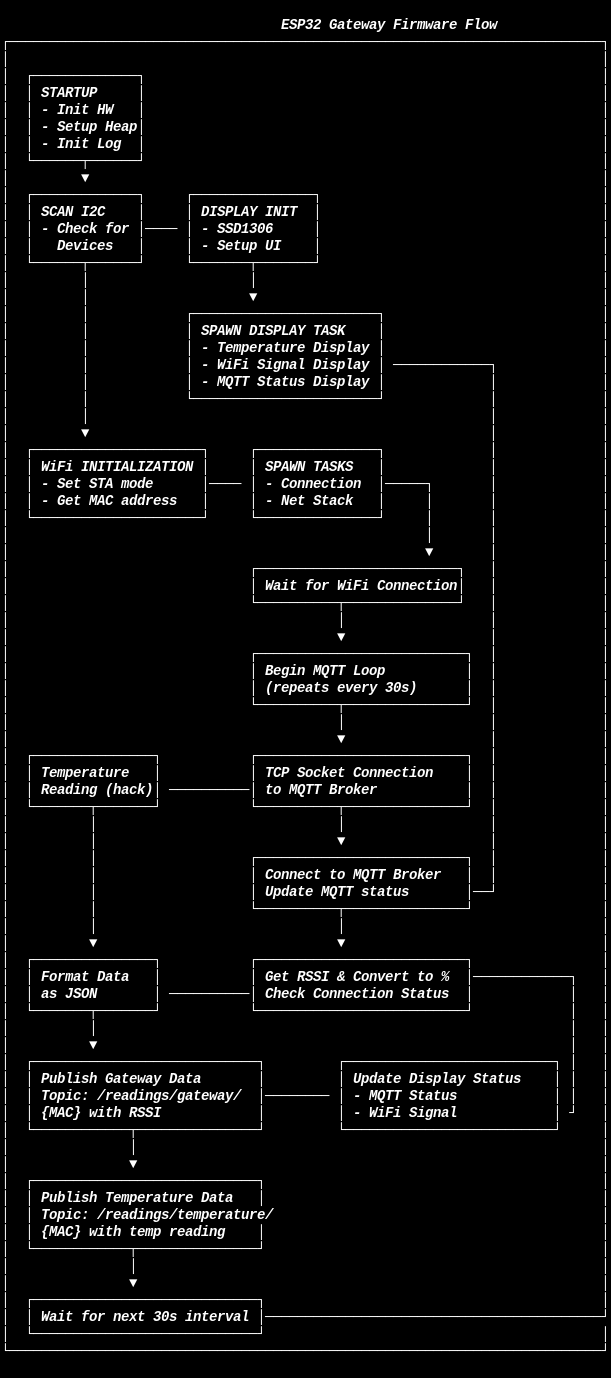 ESP32 Gateway Firmware Flow
STARTUP
- Init HW
- Setup Heap
- Init Log
SCAN I2C
- Check for
Devices
DISPLAY INIT
- SSD1306
- Setup UI
SPAWN DISPLAY TASK
- Temperature Display
- WiFi Signal Display
- MQTT Status Display
WiFi INITIALIZATION
- Set STA mode
- Get MAC address
SPAWN TASKS
- Connection
- Net Stack
Wait for WiFi Connection
Begin MQTT Loop
(repeats every 30s)
Temperature
Reading (hack)
TCP Socket Connection
to MQTT Broker
Connect to MQTT Broker
Update MQTT status
Format Data
as JSON
Get RSSI & Convert to %
Check Connection Status
Publish Gateway Data
Topic: /readings/gateway/
{MAC} with RSSI
Update Display Status
- MQTT Status
- WiFi Signal
Publish Temperature Data
Topic: /readings/temperature/
{MAC} with temp reading
Wait for next 30s interval